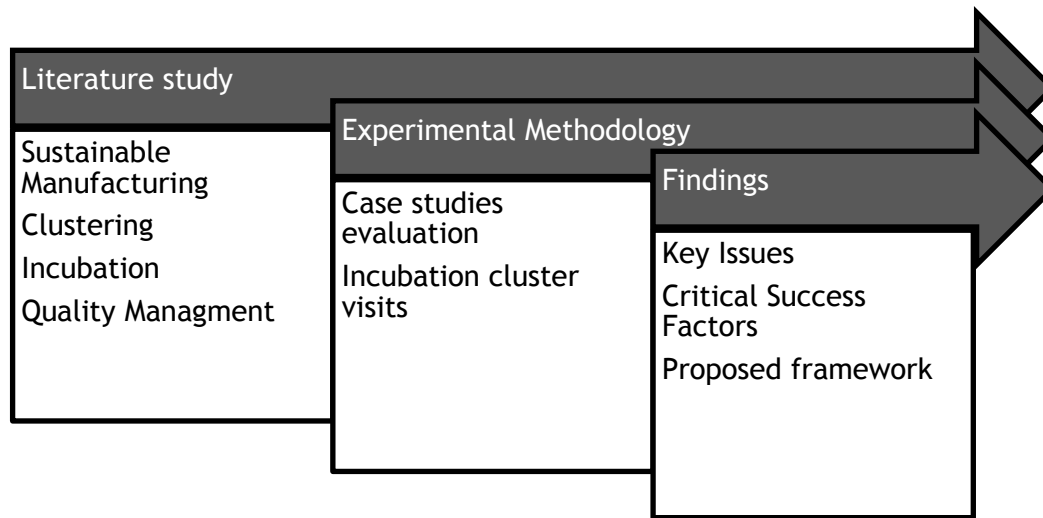 Literature study
Sustainable
Manufacturing
Clustering
Incubation
Quality Managment
Experimental Methodology
Case studies
evaluation
Incubation cluster
visits
Findings
Key Issues
Critical Success
Factors
Proposed framework